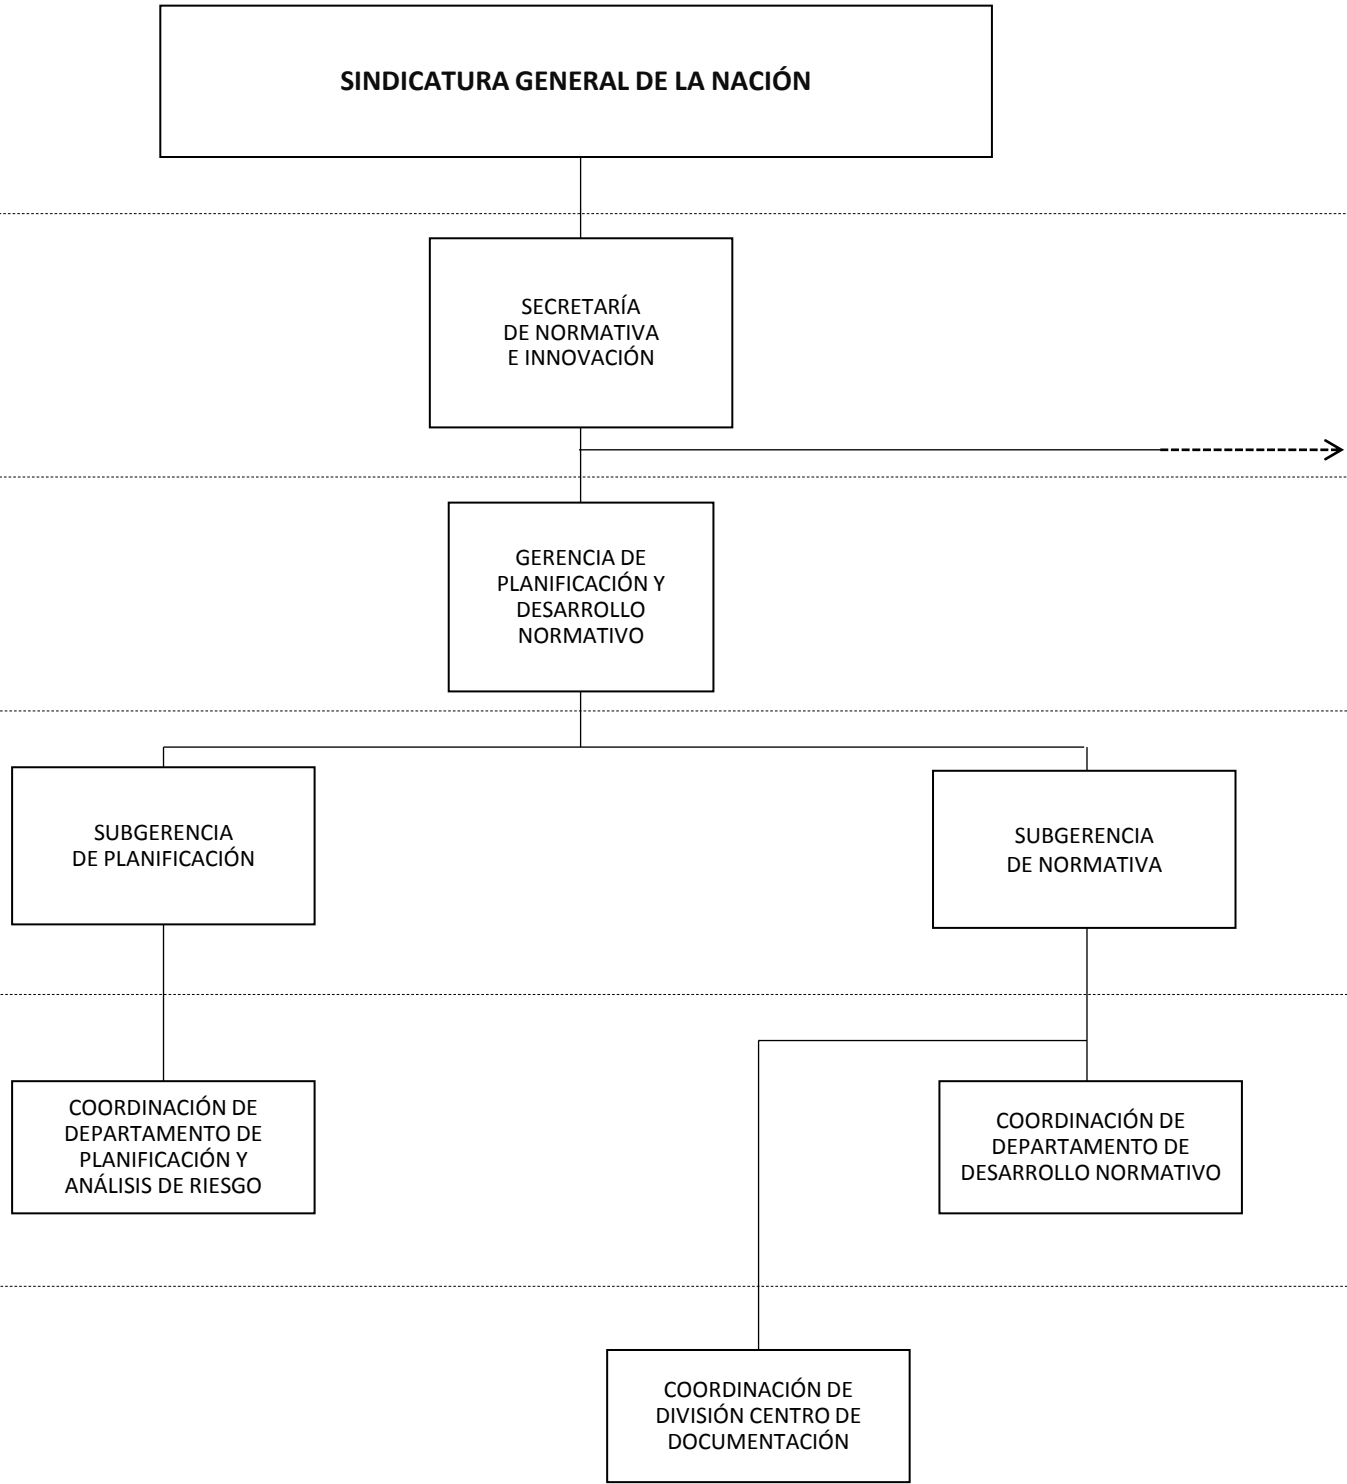 SINDICATURA GENERAL DE LA NACIÓN
SECRETARÍA
DE NORMATIVA
E INNOVACIÓN
GERENCIA DE
PLANIFICACIÓN Y
DESARROLLO
NORMATIVO
SUBGERENCIA
DE PLANIFICACIÓN
SUBGERENCIA
DE NORMATIVA
COORDINACIÓN DE
DEPARTAMENTO DE
PLANIFICACIÓN Y
ANÁLISIS DE RIESGO
COORDINACIÓN DE
DEPARTAMENTO DE
DESARROLLO NORMATIVO
COORDINACIÓN DE
DIVISIÓN CENTRO DE
DOCUMENTACIÓN